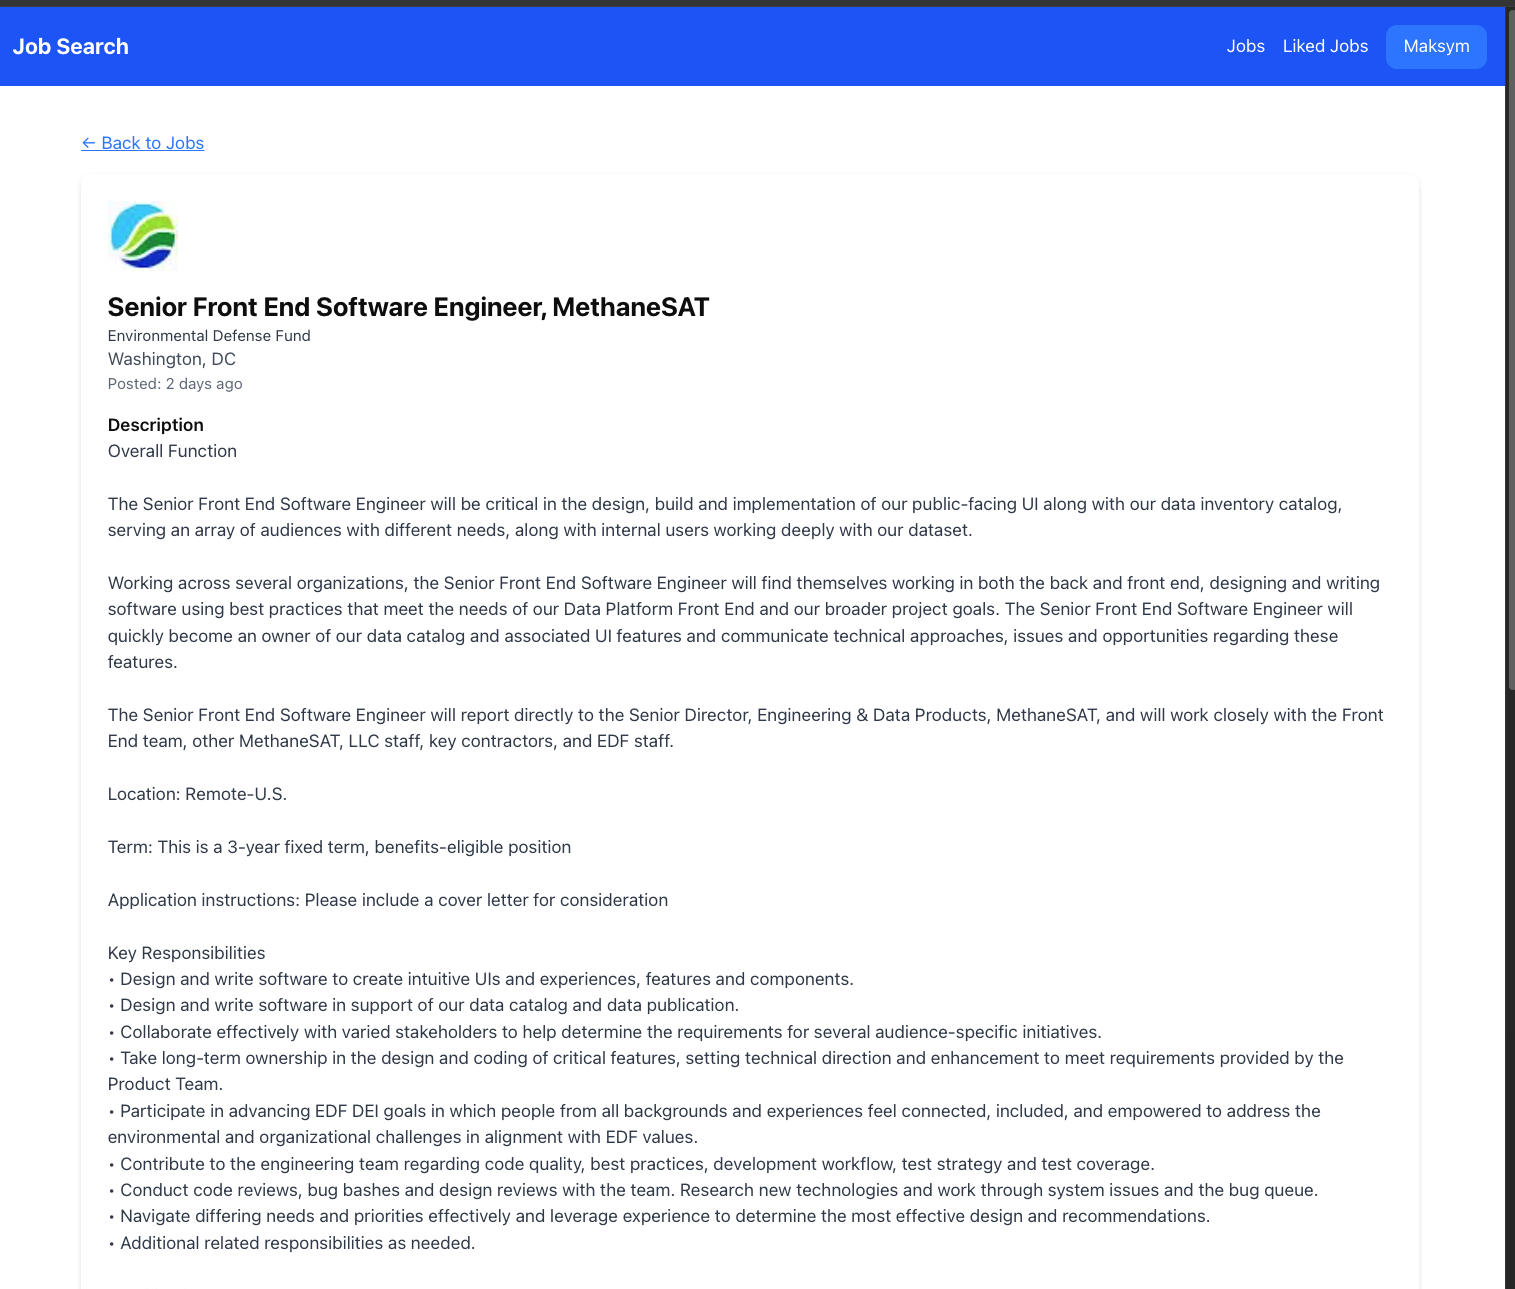 Job Search
Jobs
Liked Jobs
Maksym
← Back to Jobs
Senior Front End Software Engineer, MethaneSAT
Environmental Defense Fund
Washington, DC
Posted: 2 days ago
Description
Overall Function
The Senior Front End Software Engineer will be critical in the design, build and implementation of our public-facing UI along with our data inventory catalog,
serving an array of audiences with different needs, along with internal users working deeply with our dataset.
Working across several organizations, the Senior Front End Software Engineer will find themselves working in both the back and front end, designing and writing
software using best practices that meet the needs of our Data Platform Front End and our broader project goals. The Senior Front End Software Engineer will
quickly become an owner of our data catalog and associated UI features and communicate technical approaches, issues and opportunities regarding these
features.
The Senior Front End Software Engineer will report directly to the Senior Director, Engineering & Data Products, MethaneSAT, and will work closely with the Front
End team, other MethaneSAT, LLC staff, key contractors, and EDF staff.
Location: Remote-U.S.
Term: This is a 3-year fixed term, benefits-eligible position
Application instructions: Please include a cover letter for consideration
Key Responsibilities
• Design and write software to create intuitive UIs and experiences, features and components.
• Design and write software in support of our data catalog and data publication.
• Collaborate effectively with varied stakeholders to help determine the requirements for several audience-specific initiatives.
• Take long-term ownership in the design and coding of critical features, setting technical direction and enhancement to meet requirements provided by the
Product Team.
• Participate in advancing EDF DEI goals in which people from all backgrounds and experiences feel connected, included, and empowered to address the
environmental and organizational challenges in alignment with EDF values.
• Contribute to the engineering team regarding code quality, best practices, development workflow, test strategy and test coverage.
• Conduct code reviews, bug bashes and design reviews with the team. Research new technologies and work through system issues and the bug queue.
• Navigate differing needs and priorities effectively and leverage experience to determine the most effective design and recommendations.
• Additional related responsibilities as needed.